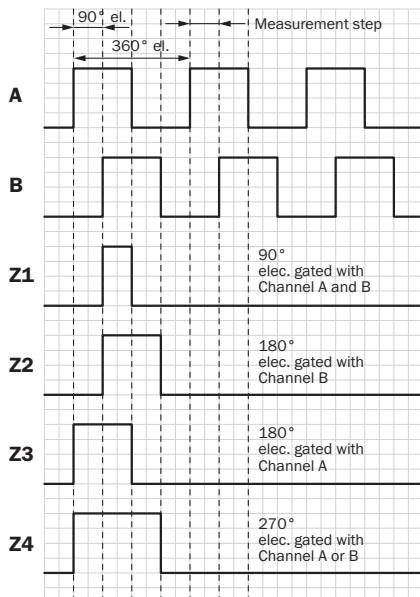 90° el.
Measurement step
360° el.
A
B
Z1
90°
elec. gated with
Channel A and B
Z2
180°
elec. gated with
Channel B
Z3
180°
elec. gated with
Channel A
Z4
270°
elec. gated with
Channel A or B